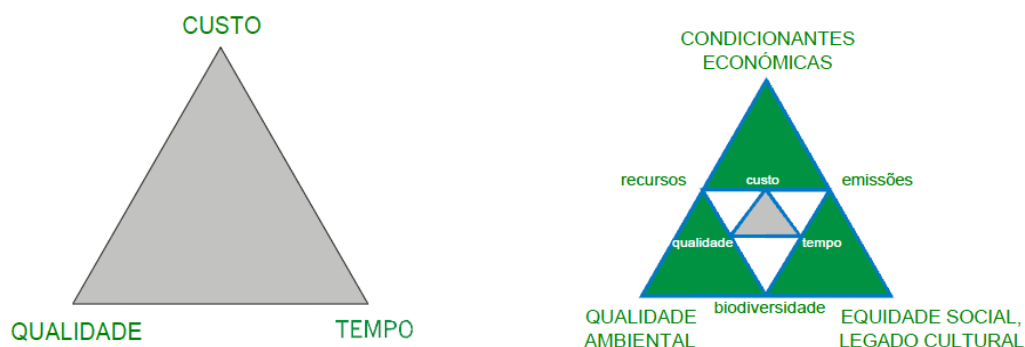 CUSTO
QUALIDADE
TEMPO
CONDICIONANTES
ECONÓMICAS
recursos
custo
emissões
qualidade
tempo
biodiversidade
QUALIDADE
AMBIENTAL
EQUIDADE SOCIAL,
LEGADO CULTURAL